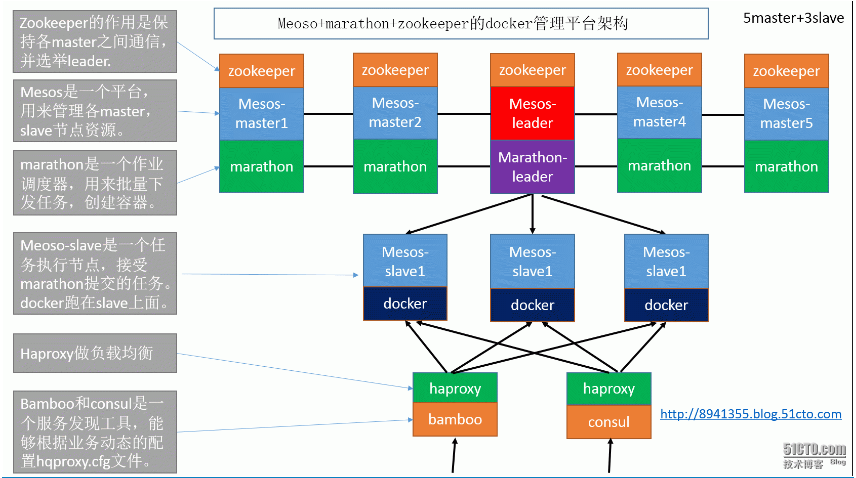 Meoso+marathon+zookeeper的docker管理平台架构
5master+3slave
Zookeeper的作用是保
持各master之间通信，
并选举leader.
Mesos是一个平台，
用来管理各master，
slave节点资源。
marathon是一个作业
调度器，用来批量下
发任务，创建容器。
Meoso-slave是一个任
务执行节点，接受
marathon提交的任务。
docker跑在slave上面。
Haproxy做负载均衡
Bamboo和consul是一
个服务发现工具，能
够根据业务动态的配
置hqproxy.cfg文件。
zookeeper
Mesos-
master1
marathon
zookeeper
Mesos-
master2
marathon
zookeeper
Mesos-
leader
Marathon-
leader
zookeeper
Mesos-
master4
marathon
zookeeper
Mesos-
master5
marathon
Mesos-
slave1
docker
Mesos-
slave1
docker
Mesos-
slave1
docker
haproxy
bamboo
haproxy
consul
http://8941355.blog.51cto.com
51CTO.com
技术博客 Blog